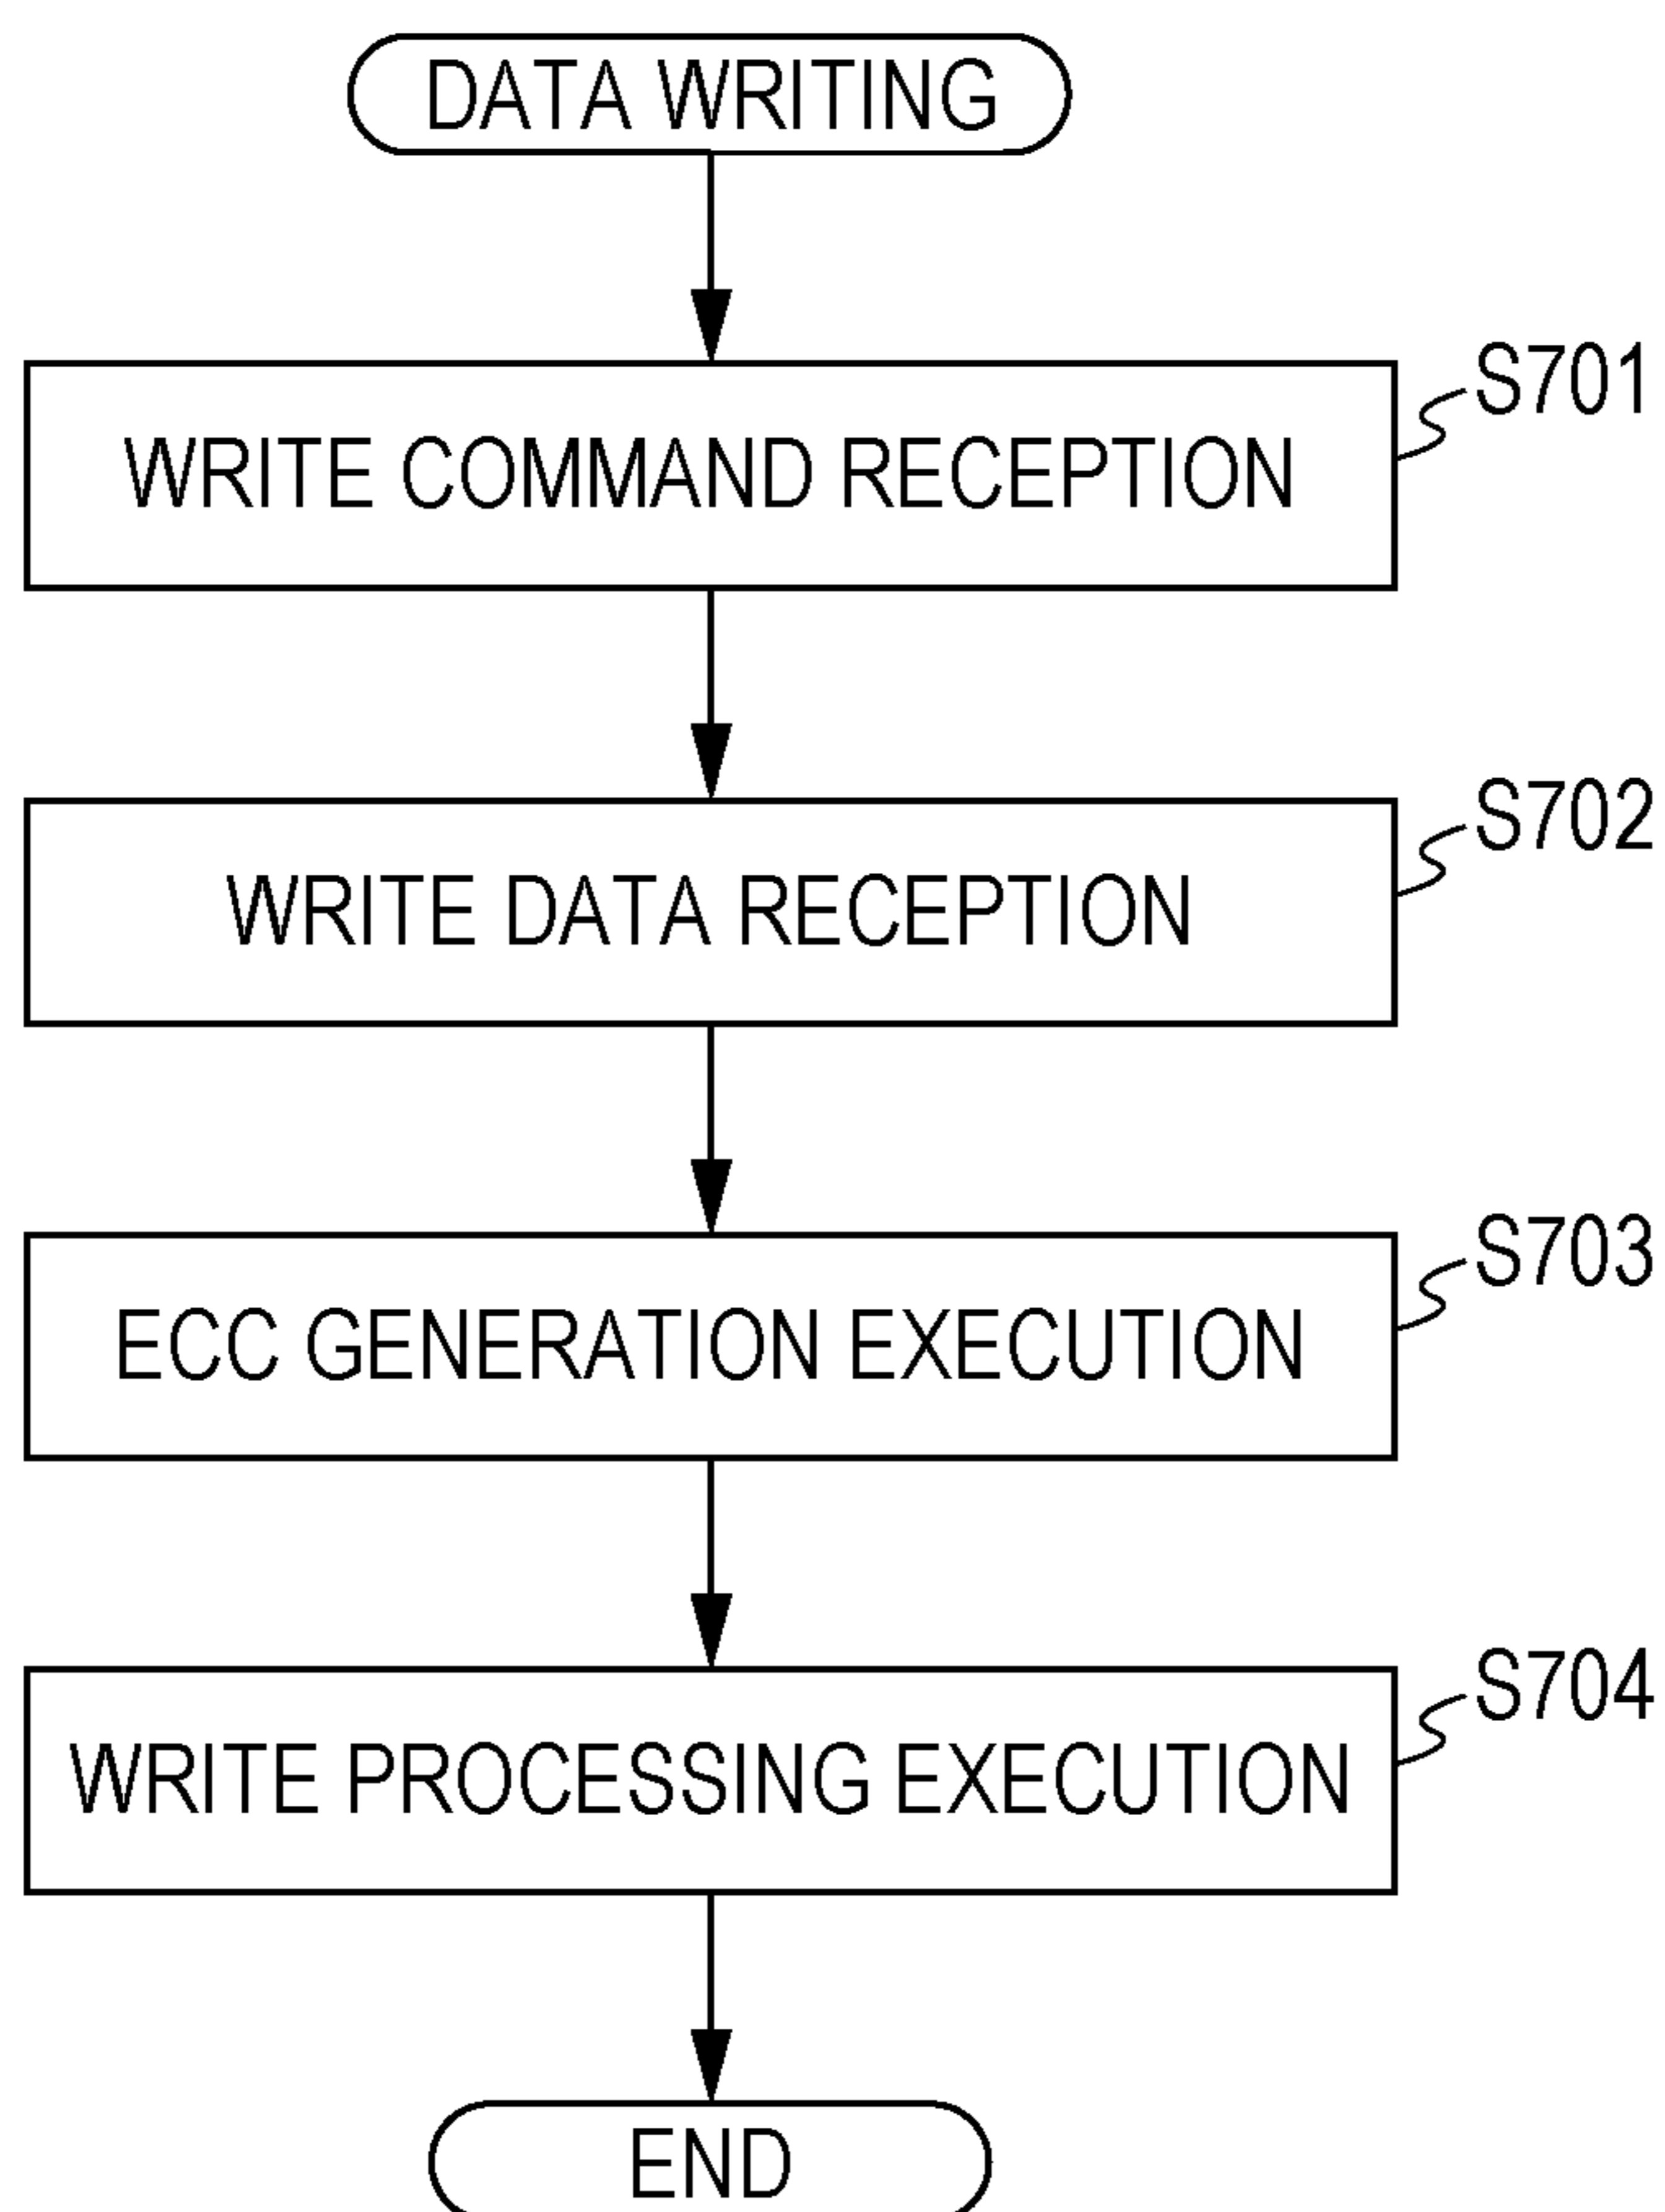 DATA WRITING
S701
WRITE COMMAND RECEPTION
S702
WRITE DATA RECEPTION
S703
ECC GENERATION EXECUTION
S704
WRITE PROCESSING EXECUTION
END